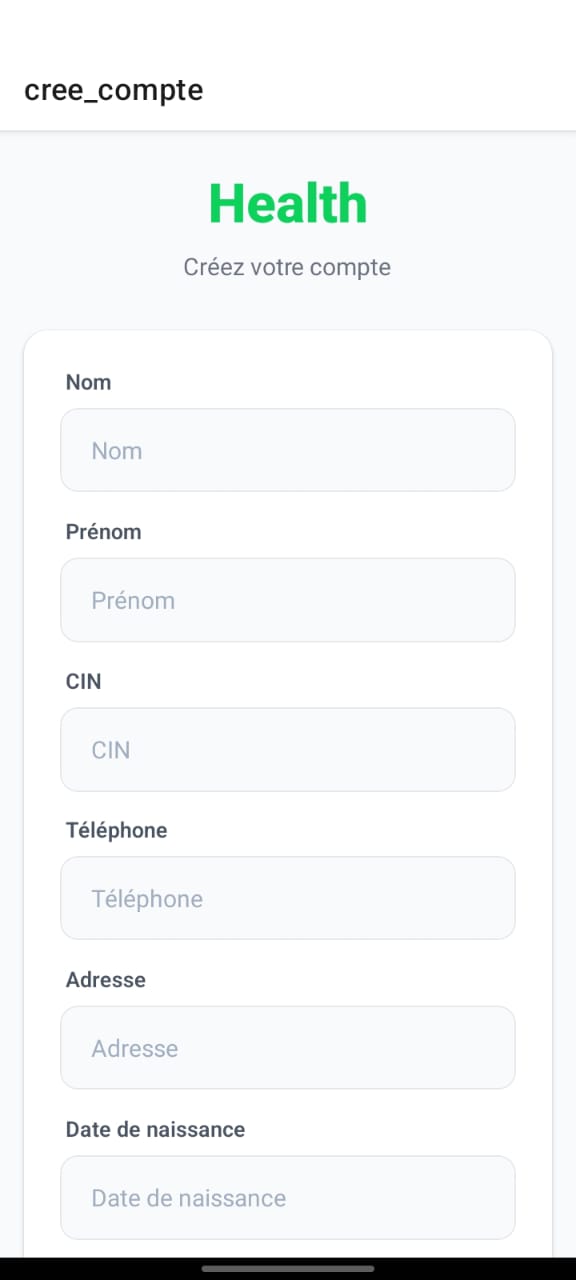 cree_compte
Health
Créez votre compte
Nom
Nom
Prénom
Prénom
CIN
CIN
Téléphone
Téléphone
Adresse
Adresse
Date de naissance
Date de naissance